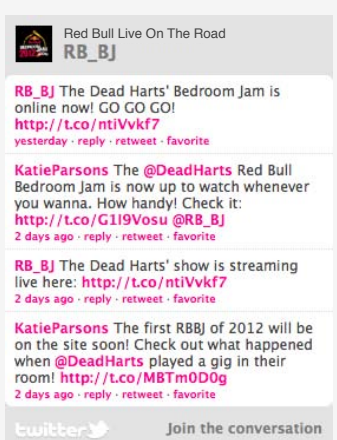 Red Bull Live On The Road
RB_BJ
RB_BJ The Dead Harts' Bedroom Jam is
online now! GO GO GO!
http://t.co/ntiVvkf7
yesterday · reply · retweet · favorite
KatieParsons The @DeadHarts Red Bull
Bedroom Jam is now up to watch whenever
you wanna. How handy! Check it:
http://t.co/G1I9Vosu @RB_BJ
2 days ago · reply · retweet · favorite
RB_BJ The Dead Harts' show is streaming
live here: http://t.co/ntiVvkf7
2 days ago · reply · retweet · favorite
KatieParsons The first RBBJ of 2012 will be
on the site soon! Check out what happened
when @DeadHarts played a gig in their
room! http://t.co/MBTm0D0g
2 days ago · reply · retweet · favorite
twitter Join the conversation